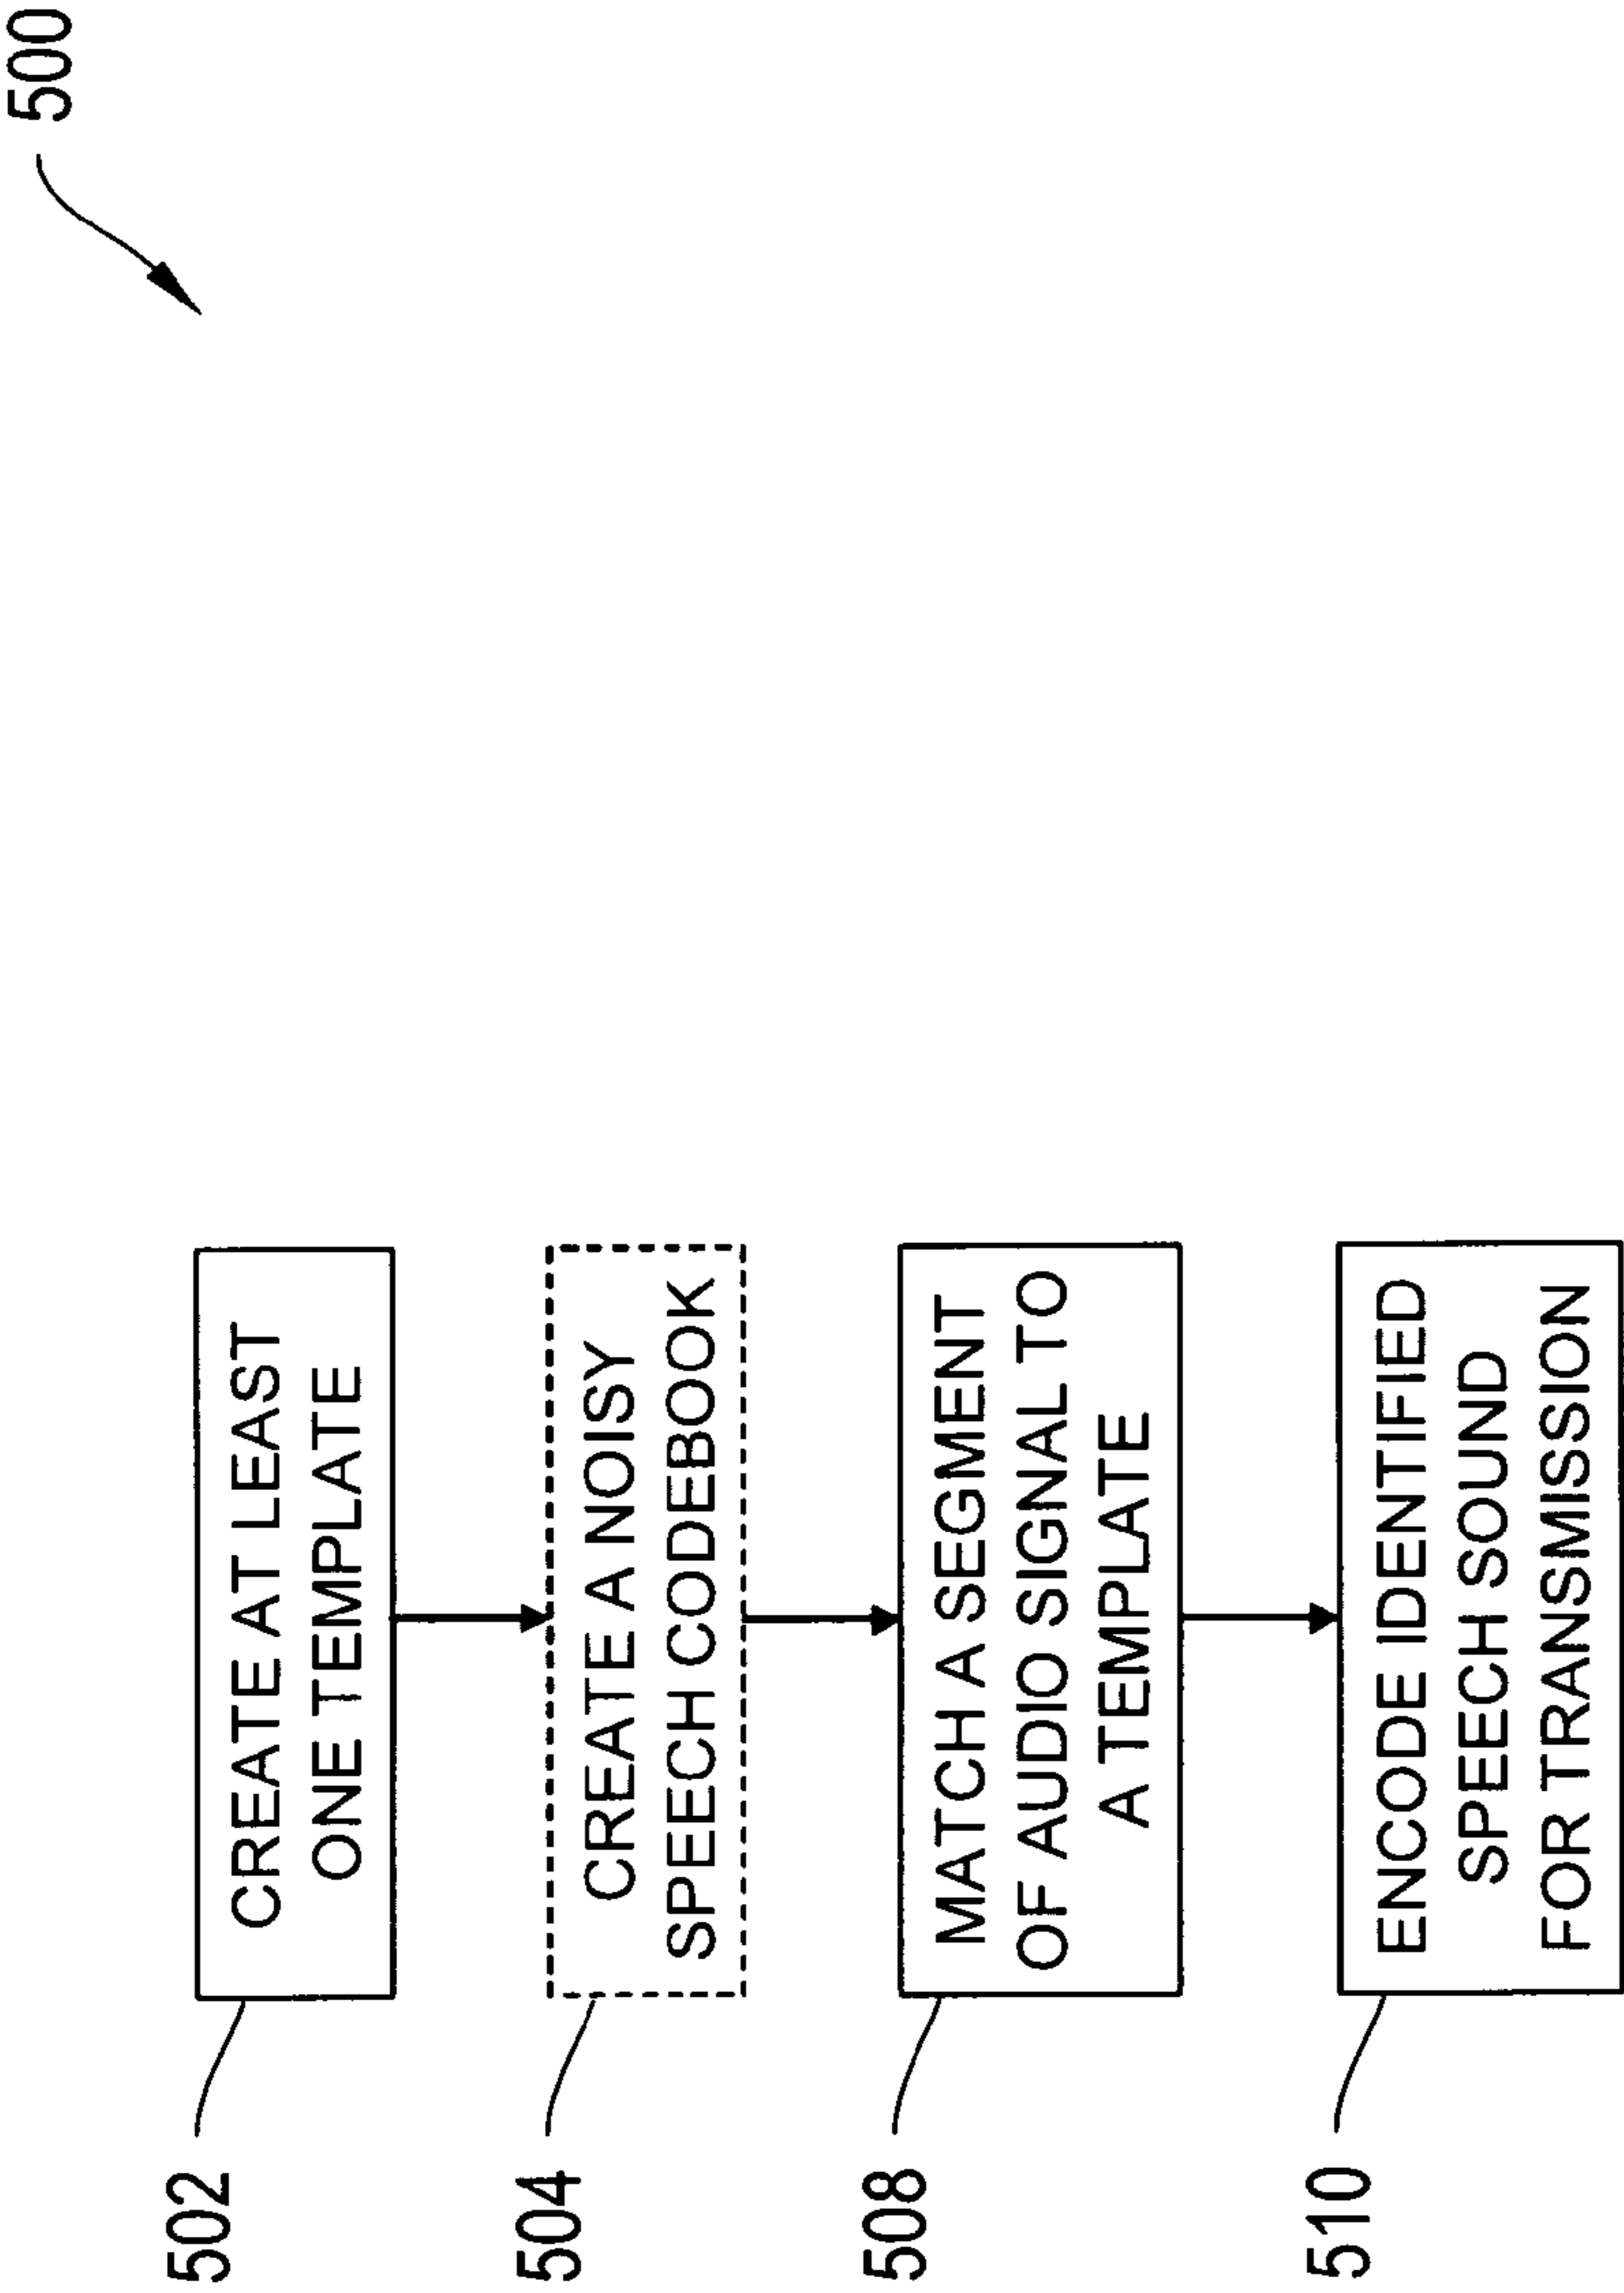 500
502
CREATE AT LEAST
ONE TEMPLATE
504
CREATE A NOISY
SPEECH CODEBOOK
508
MATCH A SEGMENT
OF AUDIO SIGNAL TO
A TEMPLATE
510
ENCODE IDENTIFIED
SPEECH SOUND
FOR TRANSMISSION